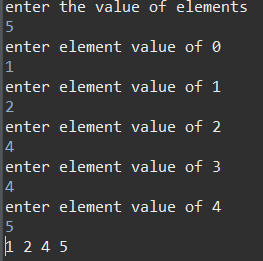 enter the value of elements
5
enter element value of 0
1
enter element value of 1
2
enter element value of 2
4
enter element value of 3
4
enter element value of 4
5
1 2 4 5